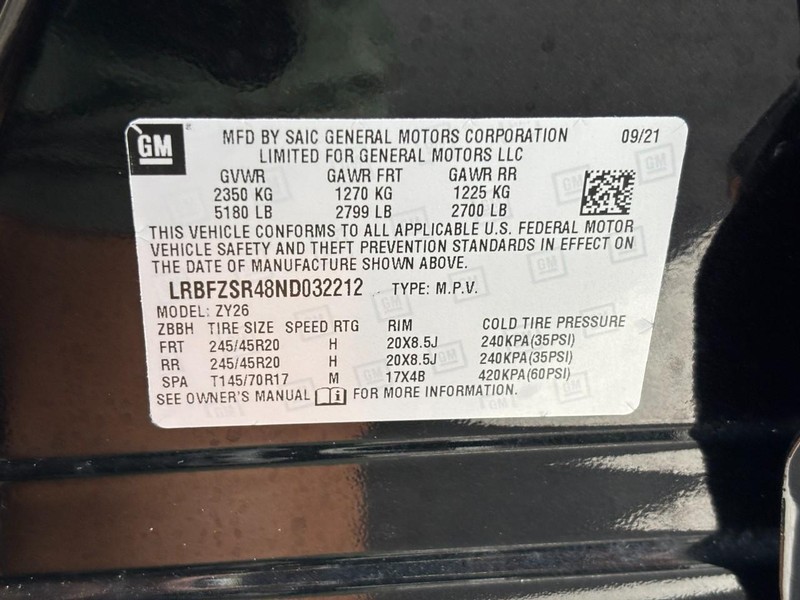 GM MFD BY SAIC GENERAL MOTORS CORPORATION 09/21
LIMITED FOR GENERAL MOTORS LLC
GVWR GAWR FRT GAWR RR
2350 KG 1270 KG 1225 KG
5180 LB 2799 LB 2700 LB
THIS VEHICLE CONFORMS TO ALL APPLICABLE U.S. FEDERAL MOTOR
VEHICLE SAFETY AND THEFT PREVENTION STANDARDS IN EFFECT ON
THE DATE OF MANUFACTURE SHOWN ABOVE.
LRBFZSR48ND032212 TYPE: M.P.V.
MODEL: ZY26
ZBBH TIRE SIZE SPEED RTG RIM COLD TIRE PRESSURE
FRT 245/45R20 H 20X8.5J 240KPA(35PSI)
RR 245/45R20 H 20X8.5J 240KPA(35PSI)
SPA T145/70R17 M 17X4B 420KPA(60PSI)
SEE OWNER'S MANUAL FOR MORE INFORMATION.